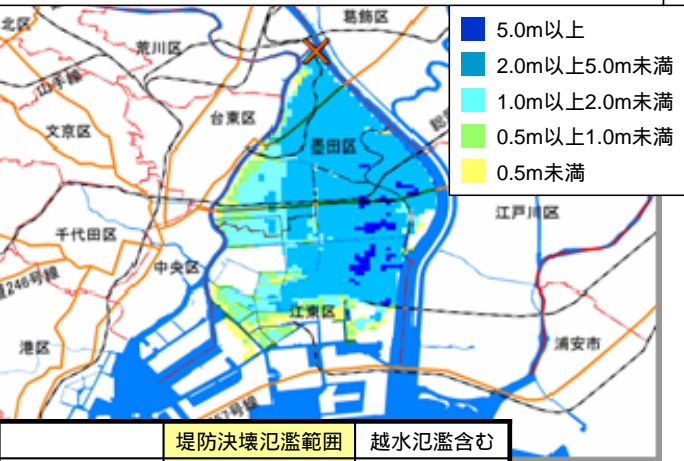 北区
葛飾区
荒川区
山手線
台東区
文京区
墨田区
江戸川区
千代田区
中央区
江東区
港区
浦安市
5.0m以上
2.0m以上5.0m未満
1.0m以上2.0m未満
0.5m以上1.0m未満
0.5m未満
堤防決壊氾濫範囲 越水氾濫含む